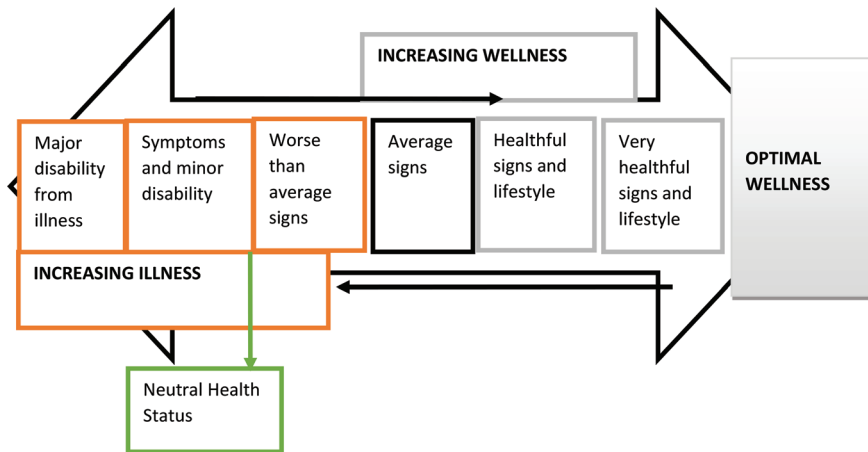 INCREASING WELLNESS
Major
disability
from
illness
Symptoms
and minor
disability
Worse
than
average
signs
Average
signs
Healthful
signs and
lifestyle
Very
healthful
signs and
lifestyle
OPTIMAL
WELLNESS
INCREASING ILLNESS
Neutral Health
Status